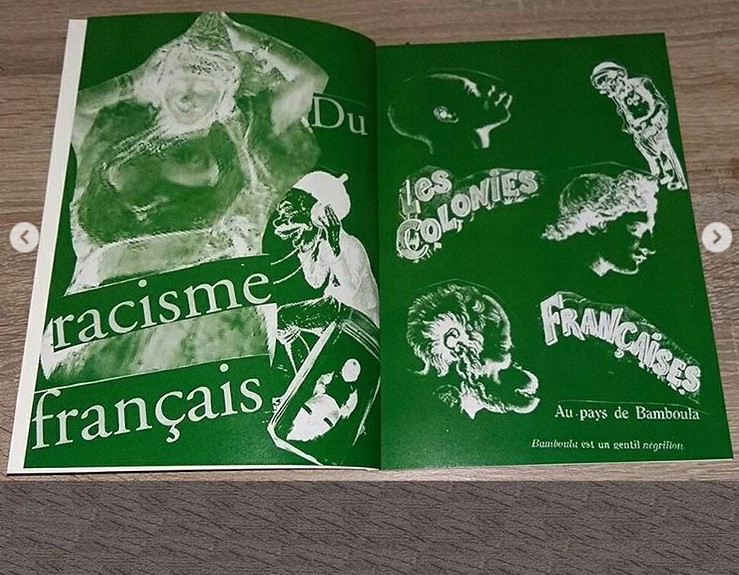 Du
racisme
français
Les
COLONIES
FRANÇAISES
Au pays de Bamboula
Bamboula est un gentil négrillon.